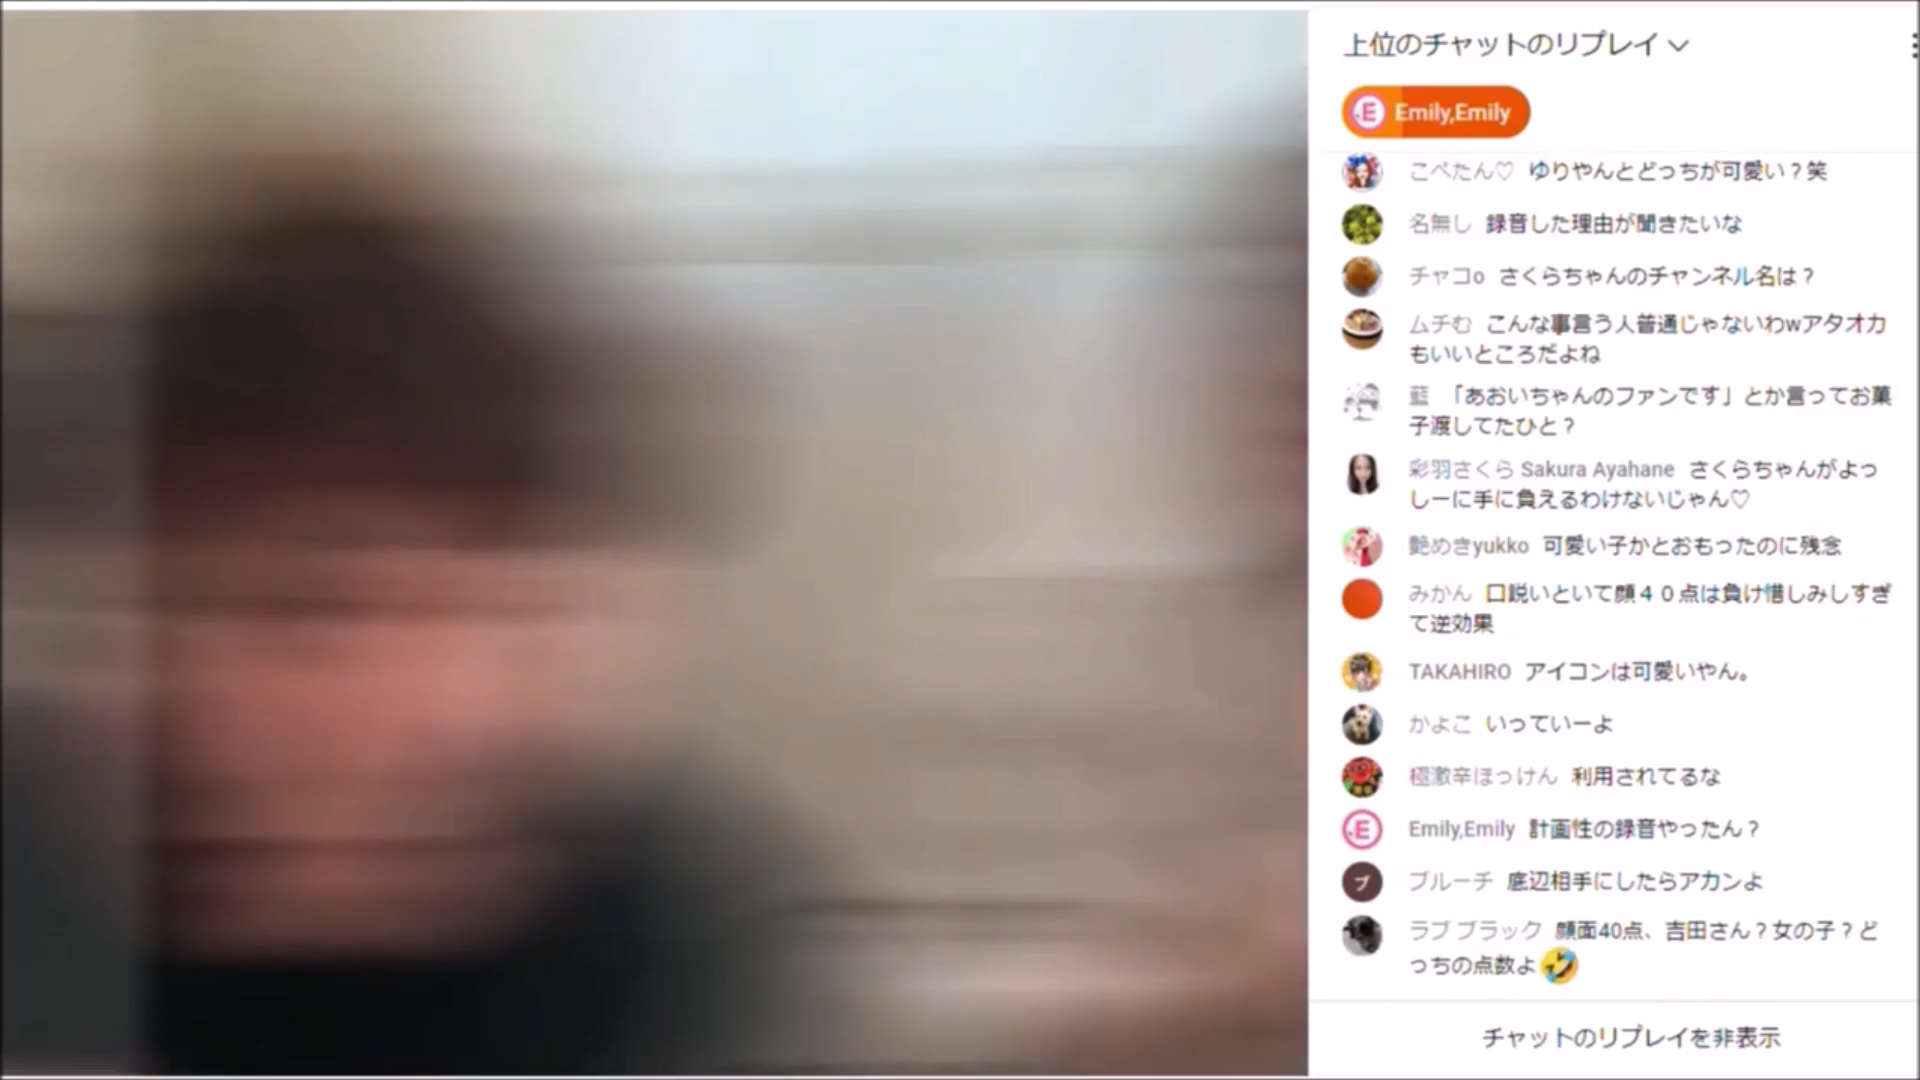 上位のチャットのリプレイ
E Emily,Emily
こぺたん♡ ゆりやんとどっちが可愛い？笑
名無し 録音した理由が聞きたいな
チャコo さくらちゃんのチャンネル名は？
ムチむ こんな事言う人普通じゃないわwアタオカ
もいいところだよね
藍 「あおいちゃんのファンです」とか言ってお菓
子渡してたひと？
彩羽さくら Sakura Ayahane さくらちゃんがよっ
しーに手に負えるわけないじゃん♡
艶めきyukko 可愛い子かとおもったのに残念
みかん 口説いといて顔４０点は負け惜しみしすぎ
て逆効果
TAKAHIRO アイコンは可愛いやん。
かよこ いっていーよ
極激辛ほっけん 利用されてるな
E Emily,Emily 計画性の録音やったん？
ブ ブルーチ 底辺相手にしたらアカンよ
ラブ ブラック 顔面40点、吉田さん？女の子？ど
っちの点数よ🤣
チャットのリプレイを非表示